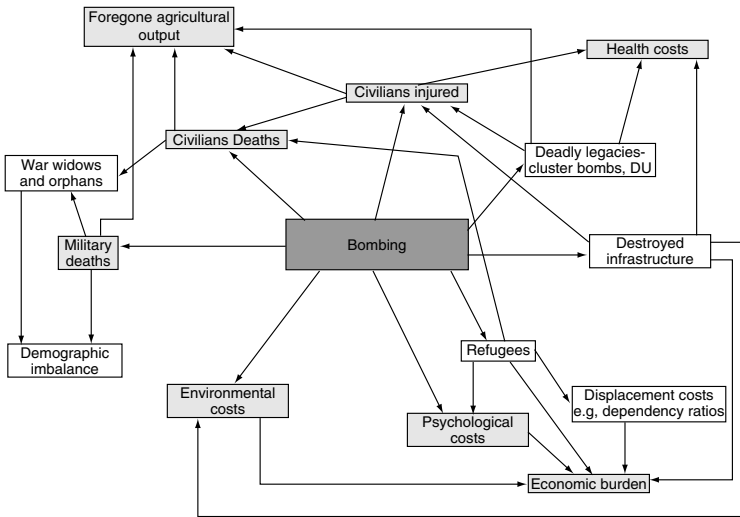 Foregone agricultural
output
Health costs
Civilians injured
Civilians Deaths
Deadly legacies-
cluster bombs, DU
War widows
and orphans
Military
deaths
Bombing
Destroyed
infrastructure
Demographic
imbalance
Refugees
Environmental
costs
Displacement costs
e.g, dependency ratios
Psychological
costs
Economic burden